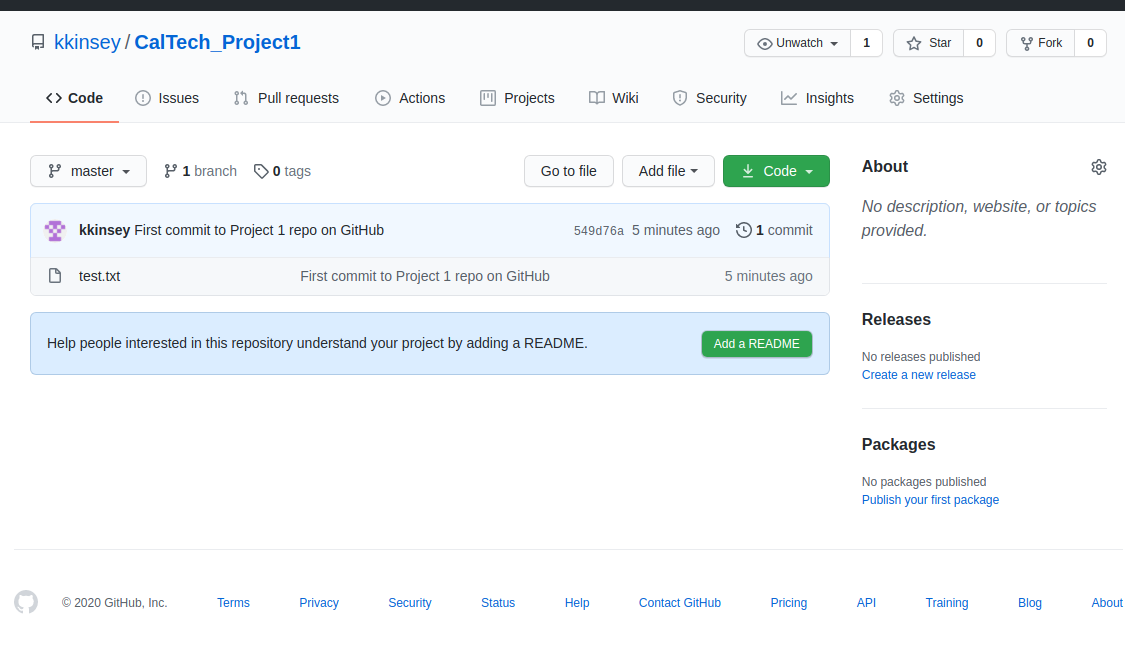 kkinsey / CalTech_Project1
Unwatch 1 Star 0 Fork 0
Code Issues Pull requests Actions Projects Wiki Security Insights Settings
master 1 branch 0 tags Go to file Add file Code
kkinsey First commit to Project 1 repo on GitHub 549d76a 5 minutes ago 1 commit
test.txt First commit to Project 1 repo on GitHub 5 minutes ago
Help people interested in this repository understand your project by adding a README. Add a README
About
No description, website, or topics
provided.
Releases
No releases published
Create a new release
Packages
No packages published
Publish your first package
© 2020 GitHub, Inc. Terms Privacy Security Status Help Contact GitHub Pricing API Training Blog About